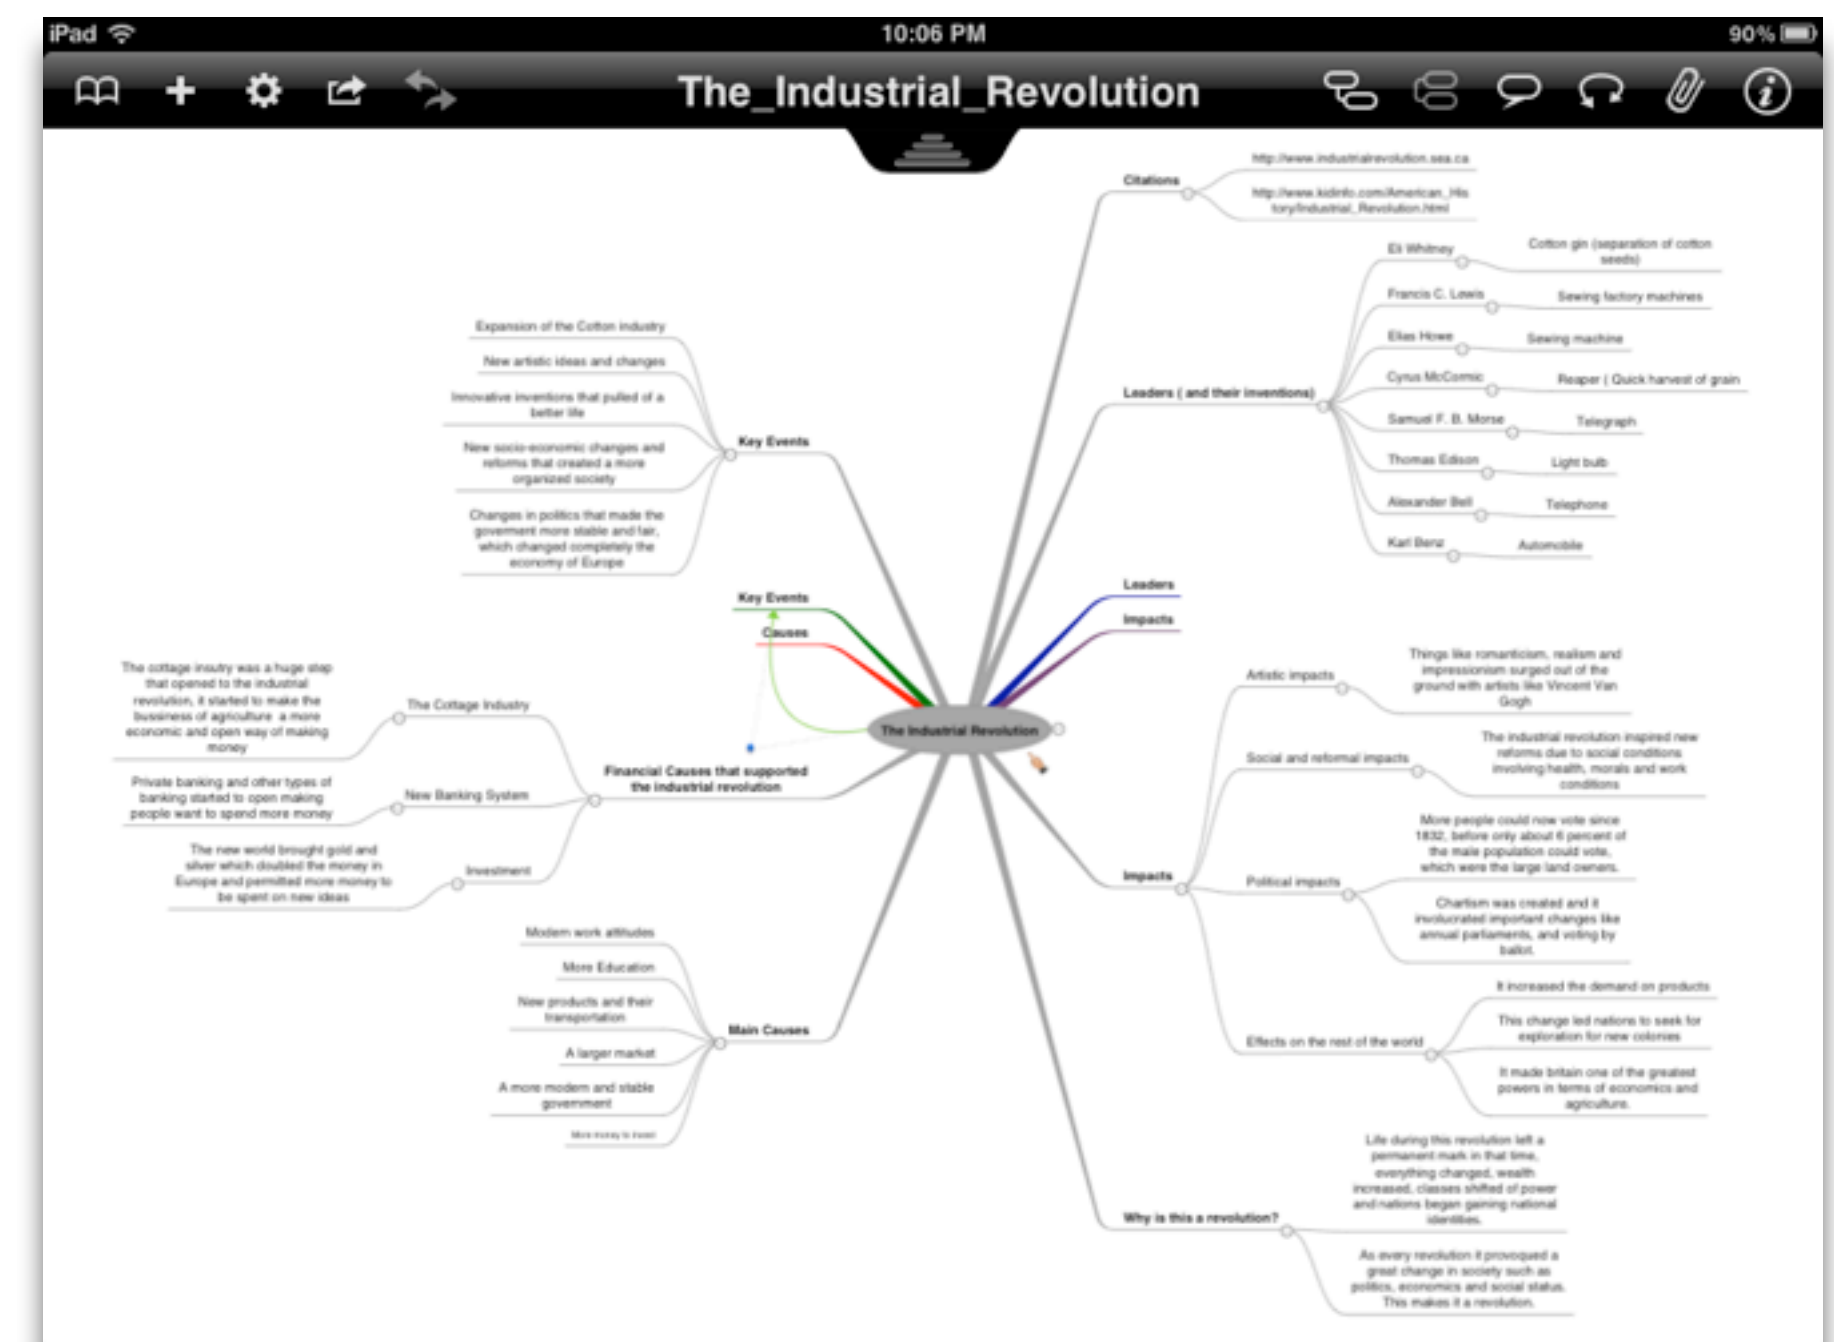 iPad
10:06 PM
90%
The_Industrial_Revolution
Citations
http://www.industrialrevolution.sea.ca
http://www.kidinfo.com/American_His
tory/Industrial_Revolution.html
Leaders ( and their inventions)
Eli Whitney
Cotton gin (separation of cotton
seeds)
Francis C. Lewis
Sewing factory machines
Elias Howe
Sewing machine
Cyrus McCormic
Reaper ( Quick harvest of grain
Samuel F. B. Morse
Telegraph
Thomas Edison
Light bulb
Alexander Bell
Telephone
Karl Benz
Automobile
Key Events
Expansion of the Cotton industry
New artistic ideas and changes
Innovative inventions that pulled of a
better life
New socio-economic changes and
reforms that created a more
organized society
Changes in politics that made the
goverment more stable and fair,
which changed completely the
economy of Europe
Key Events
Causes
Leaders
Impacts
The Industrial Revolution
Financial Causes that supported
the industrial revolution
The Cottage Industry
The cottage insutry was a huge step
that opened to the industrial
revolution, it started to make the
bussiness of agriculture a more
economic and open way of making
money
New Banking System
Private banking and other types of
banking started to open making
people want to spend more money
Investment
The new world brought gold and
silver which doubled the money in
Europe and permitted more money to
be spent on new ideas
Main Causes
Modern work attitudes
More Education
New products and their
transportation
A larger market
A more modern and stable
government
More money to invest
Impacts
Artistic impacts
Things like romanticism, realism and
impressionism surged out of the
ground with artists like Vincent Van
Gogh
Social and reformal impacts
The industrial revolution inspired new
reforms due to social conditions
involving health, morals and work
conditions
Political impacts
More people could now vote since
1832, before only about 6 percent of
the male population could vote,
which were the large land owners.
Chartism was created and it
involucrated important changes like
annual parliaments, and voting by
ballot.
Effects on the rest of the world
It increased the demand on products
This change led nations to seek for
exploration for new colonies
It made britain one of the greatest
powers in terms of economics and
agriculture.
Why is this a revolution?
Life during this revolution left a
permanent mark in that time,
everything changed, wealth
increased, classes shifted of power
and nations began gaining national
identities.
As every revolution it provoqued a
great change in society such as
politics, economics and social status.
This makes it a revolution.